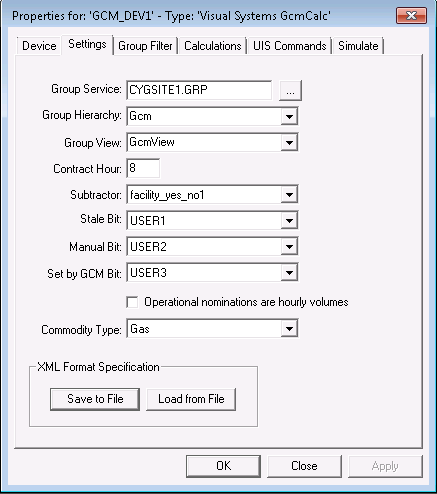 Properties for: 'GCM_DEV1' - Type: 'Visual Systems GcmCalc'
Device Settings Group Filter Calculations UIS Commands Simulate
Group Service: CYGSITE1.GRP ...
Group Hierarchy: Gcm
Group View: GcmView
Contract Hour: 8
Subtractor: facility_yes_no1
Stale Bit: USER1
Manual Bit: USER2
Set by GCM Bit: USER3
Operational nominations are hourly volumes
Commodity Type: Gas
XML Format Specification
Save to File Load from File
OK Close Apply